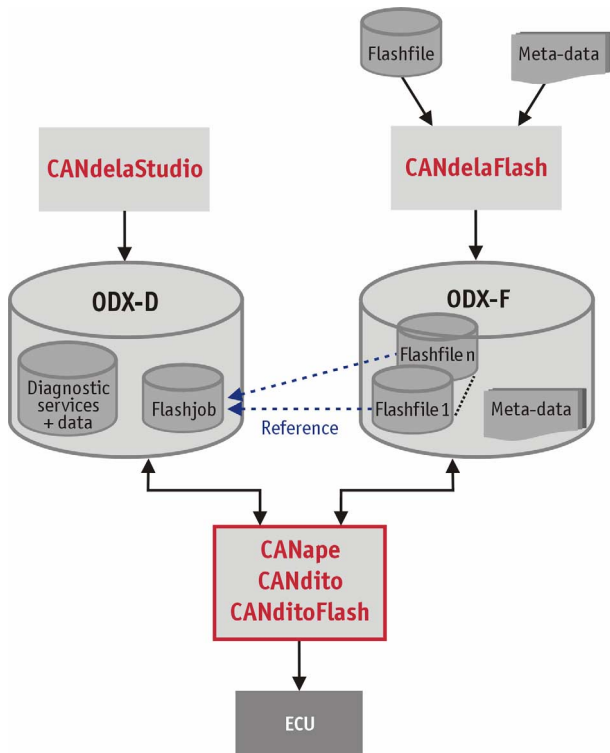 Flashfile
Meta-data
CANdelaStudio
CANdelaFlash
ODX-D
ODX-F
Diagnostic
services
+ data
Flashjob
Flashfile n
Flashfile 1
Meta-data
Reference
CANape
CANdito
CANditoFlash
ECU